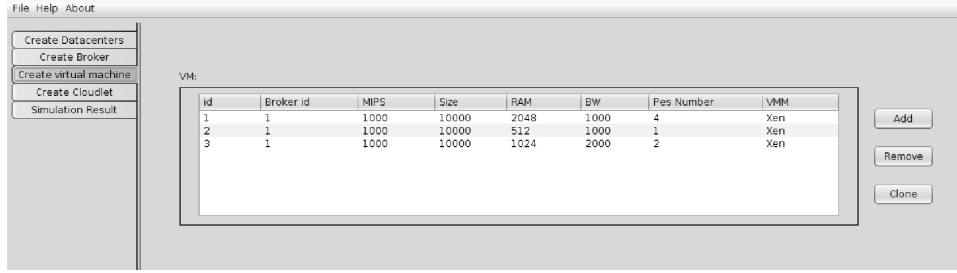 File Help About
Create Datacenters
Create Broker
Create virtual machine
Create Cloudlet
Simulation Result
VM:
id Broker id MIPS Size RAM BW Pes Number VMM
1 1 1000 10000 2048 1000 4 Xen
2 1 1000 10000 512 1000 1 Xen
3 1 1000 10000 1024 2000 2 Xen
Add
Remove
Clone